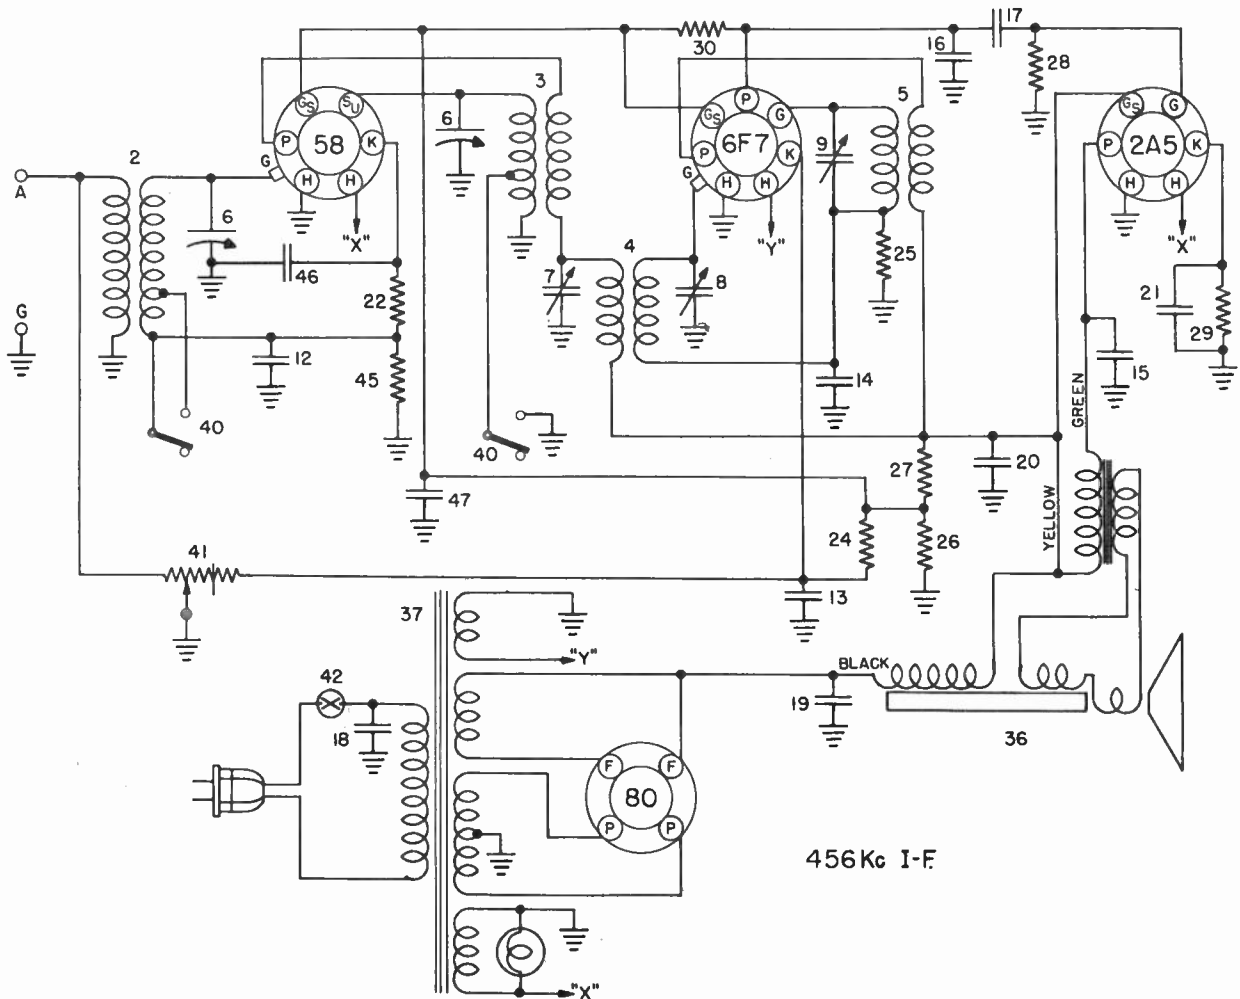 17
30
16
28
3
5
GS
SU
P
58
K
G
H
H
"X"
6
GS
P
G
P
6F7
K
G
H
H
"Y"
9
GS
G
P
2A5
K
H
H
"X"
2
A
6
46
22
7
4
8
25
21
29
G
12
45
14
15
GREEN
40
40
27
20
47
YELLOW
24
26
41
13
37
"Y"
BLACK
42
18
19
36
F
F
80
P
P
456Kc I-F.
"X"